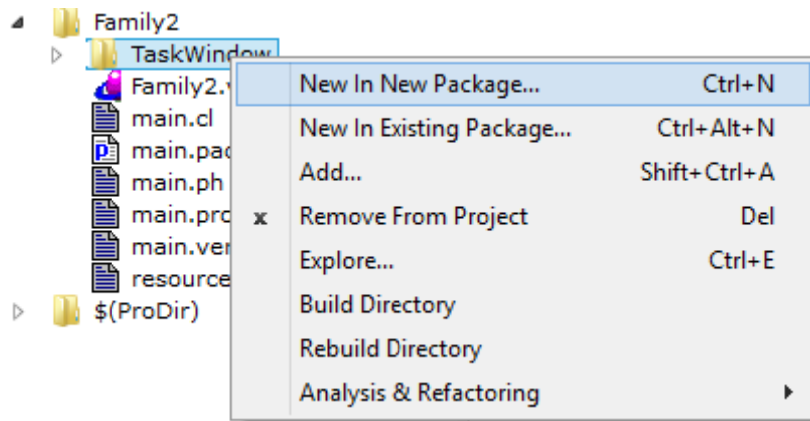 Family2
TaskWindow
Family2.v
main.cl
main.pac
main.ph
main.pro
main.ver
resource
$(ProDir)
New In New Package... Ctrl+N
New In Existing Package... Ctrl+Alt+N
Add... Shift+Ctrl+A
Remove From Project Del
Explore... Ctrl+E
Build Directory
Rebuild Directory
Analysis & Refactoring